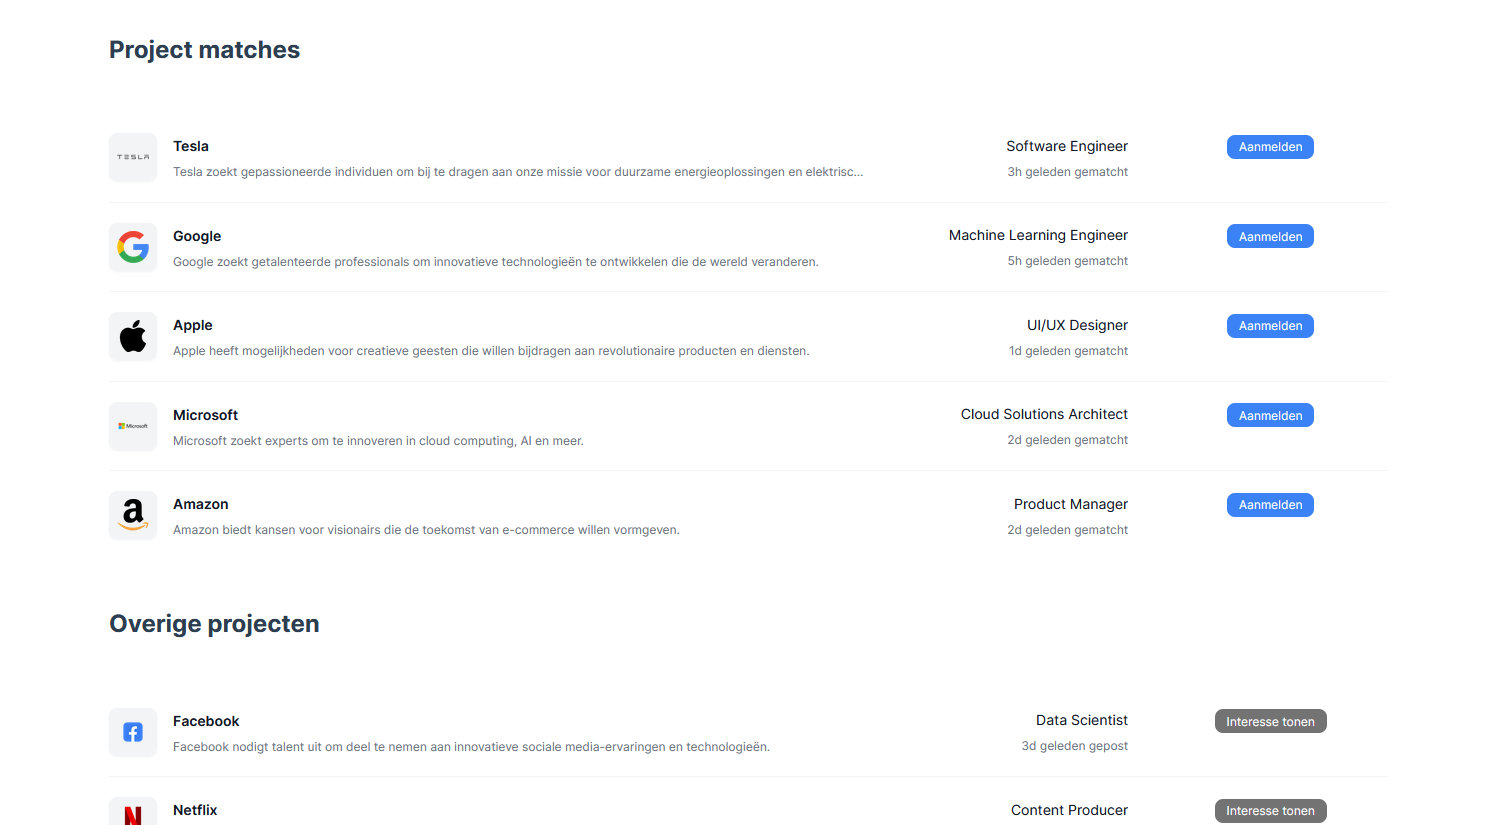 Project matches
TESLA
Tesla
Software Engineer
Aanmelden
Tesla zoekt gepassioneerde individuen om bij te dragen aan onze missie voor duurzame energieoplossingen en elektrisc...
3h geleden gematcht
Google
Machine Learning Engineer
Aanmelden
Google zoekt getalenteerde professionals om innovatieve technologieën te ontwikkelen die de wereld veranderen.
5h geleden gematcht
Apple
UI/UX Designer
Aanmelden
Apple heeft mogelijkheden voor creatieve geesten die willen bijdragen aan revolutionaire producten en diensten.
1d geleden gematcht
Microsoft
Microsoft
Cloud Solutions Architect
Aanmelden
Microsoft zoekt experts om te innoveren in cloud computing, AI en meer.
2d geleden gematcht
Amazon
Product Manager
Aanmelden
Amazon biedt kansen voor visionairs die de toekomst van e-commerce willen vormgeven.
2d geleden gematcht
Overige projecten
Facebook
Data Scientist
Interesse tonen
Facebook nodigt talent uit om deel te nemen aan innovatieve sociale media-ervaringen en technologieën.
3d geleden gepost
Netflix
Content Producer
Interesse tonen